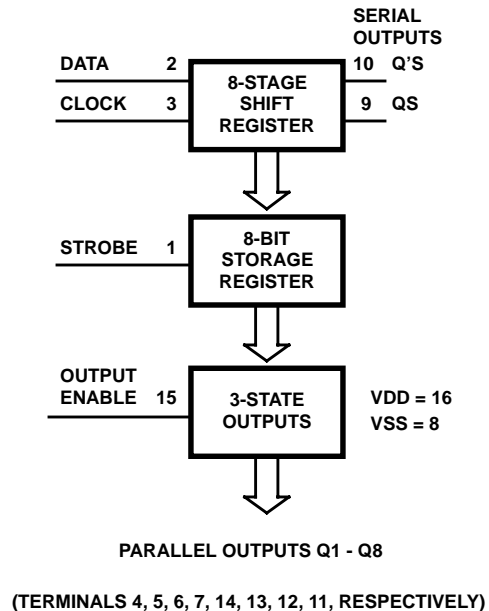 SERIAL
OUTPUTS
DATA 2
10 Q'S
CLOCK 3
9 QS
8-STAGE
SHIFT
REGISTER
STROBE 1
8-BIT
STORAGE
REGISTER
OUTPUT
ENABLE 15
3-STATE
OUTPUTS
VDD = 16
VSS = 8
PARALLEL OUTPUTS Q1 - Q8
(TERMINALS 4, 5, 6, 7, 14, 13, 12, 11, RESPECTIVELY)